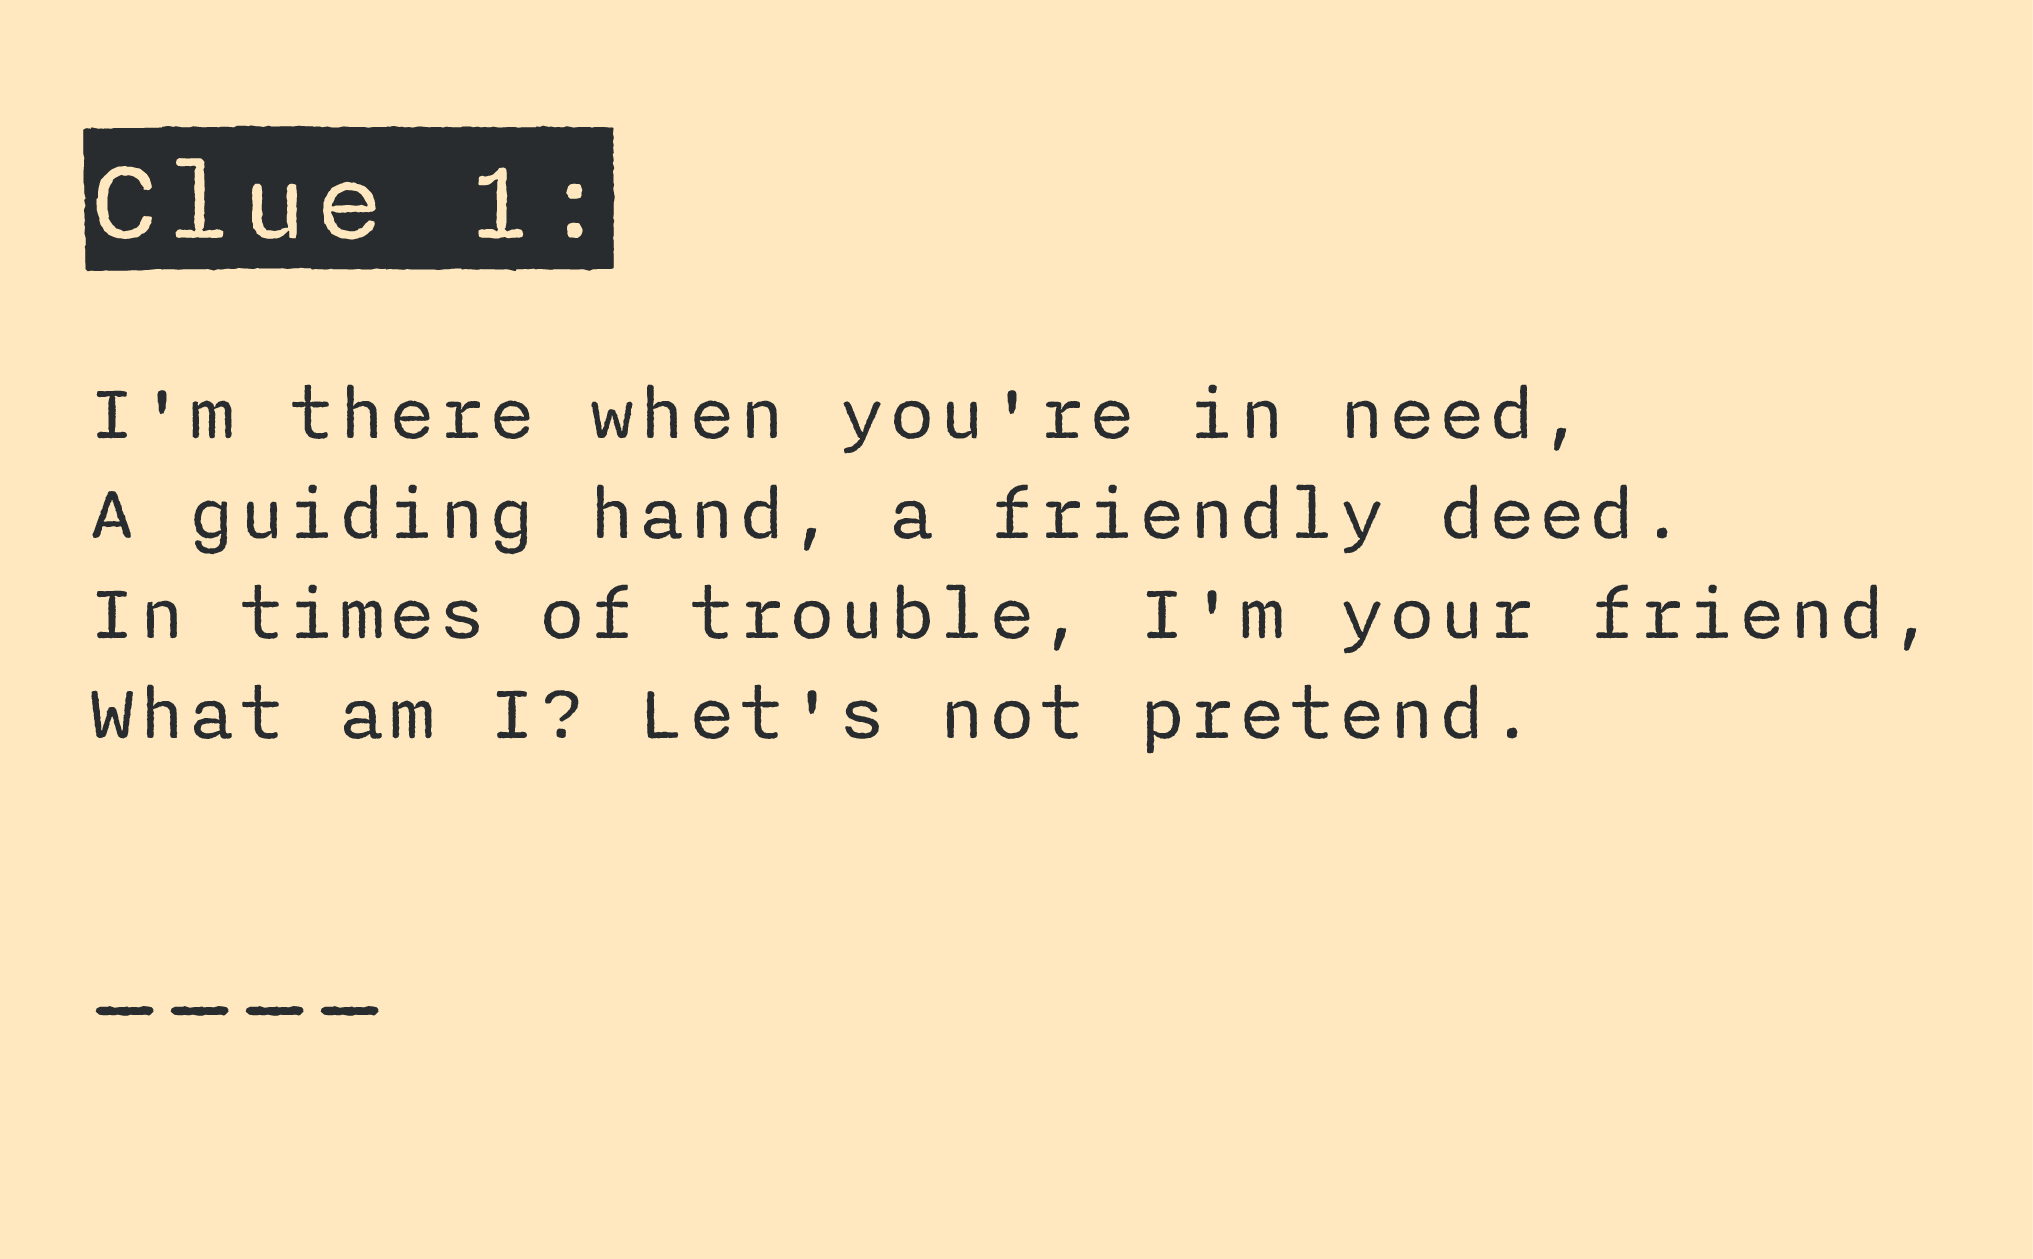 Clue 1:
I'm there when you're in need,
A guiding hand, a friendly deed.
In times of trouble, I'm your friend,
What am I? Let's not pretend.
____